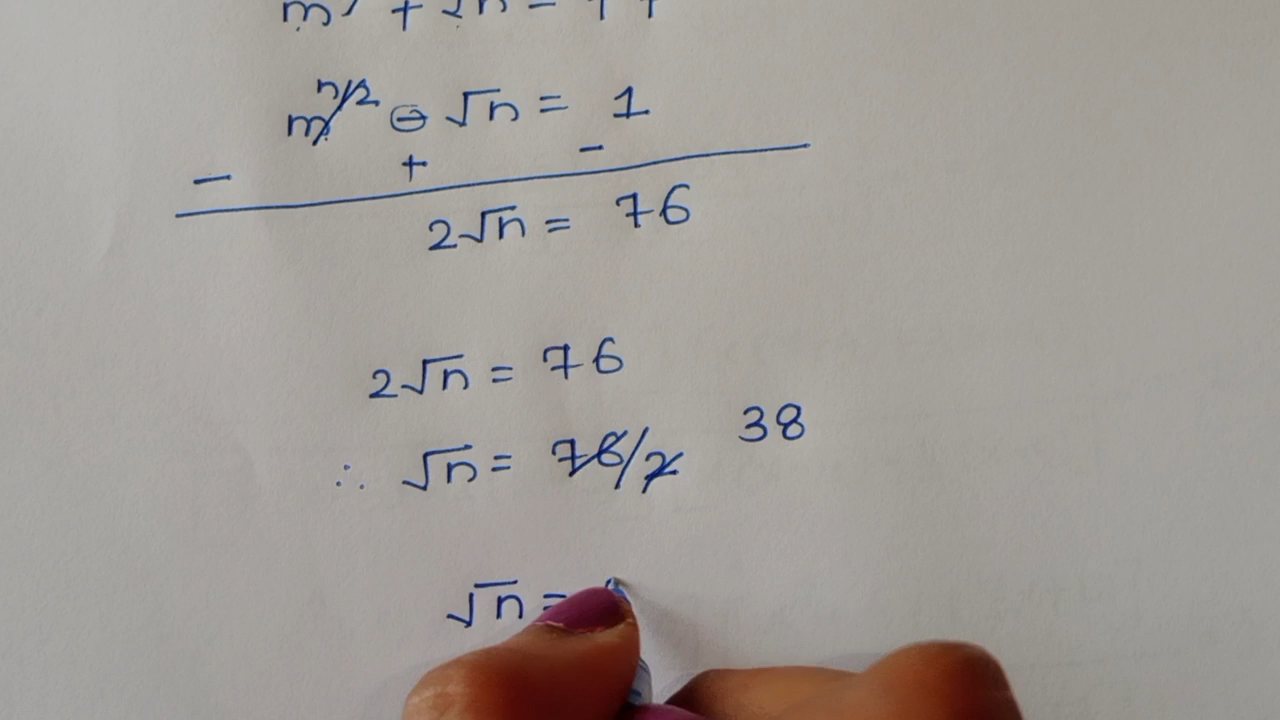 m^{n/2} ⊖ √n = 1
− + −
2√n = 76
2√n = 76
∴ √n = 76/2 38
√n =